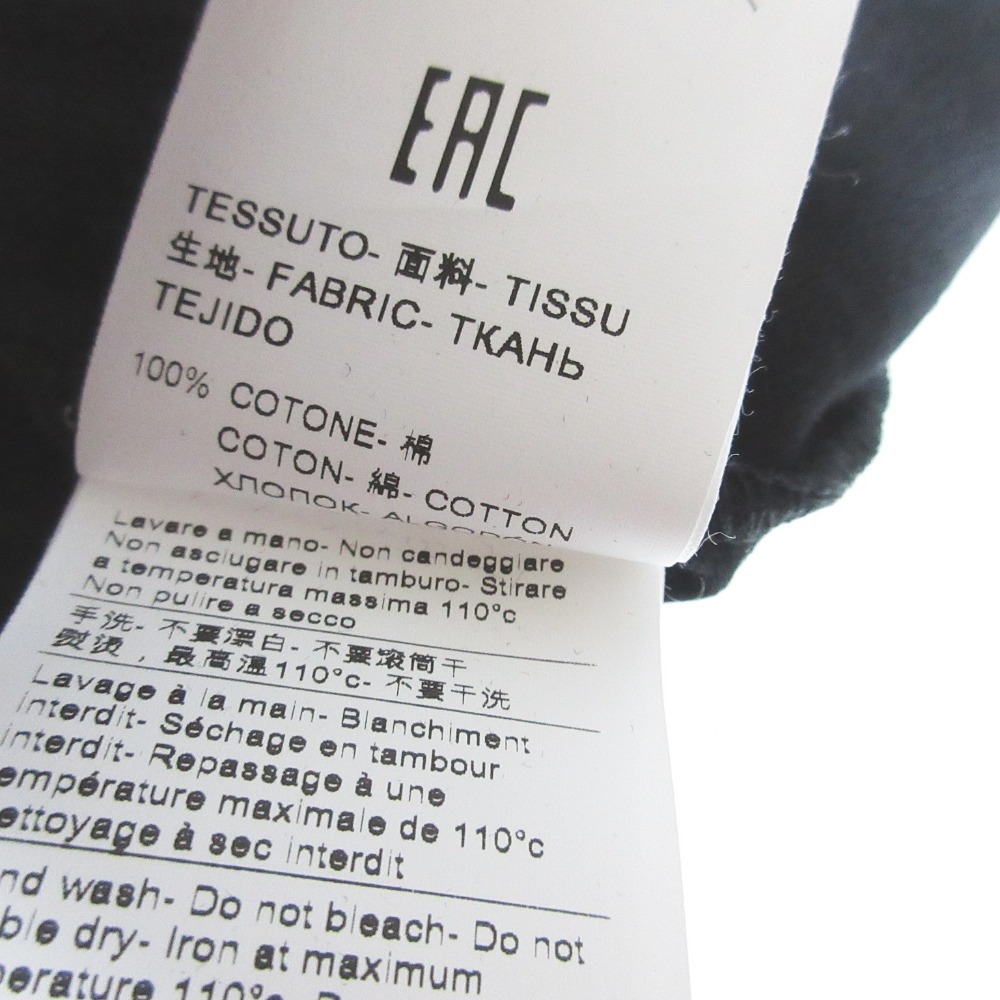 EAC
TESSUTO- 面料- TISSU
生地- FABRIC- ТКАНЬ
TEJIDO
100% COTONE- 棉
COTON- 綿- COTTON
ХЛОПОК- ALGODON
Lavare a mano- Non candeggiare
Non asciugare in tamburo- Stirare
a temperatura massima 110°c
Non pulire a secco
手洗- 不要漂白- 不要滚筒干
熨烫，最高温110°c- 不要干洗
Lavage à la main- Blanchiment
interdit- Séchage en tambour
interdit- Repassage à une
empérature maximale de 110°c
ettoyage à sec interdit
nd wash- Do not bleach- Do not
ble dry- Iron at maximum
perature 110°c-